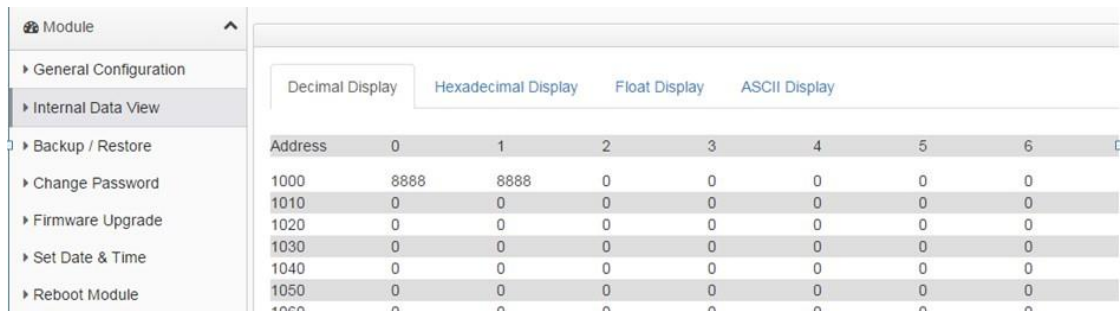 Module
General Configuration
Internal Data View
Backup / Restore
Change Password
Firmware Upgrade
Set Date & Time
Reboot Module
Decimal Display Hexadecimal Display Float Display ASCII Display
Address 0 1 2 3 4 5 6
1000 8888 8888 0 0 0 0 0
1010 0 0 0 0 0 0 0
1020 0 0 0 0 0 0 0
1030 0 0 0 0 0 0 0
1040 0 0 0 0 0 0 0
1050 0 0 0 0 0 0 0